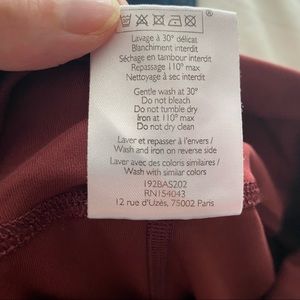 ®
Lavage à 30° délicat
Blanchiment interdit
Séchage en tambour interdit
Repassage 110° max
Nettoyage à sec interdit
Gentle wash at 30°
Do not bleach
Do not tumble dry
Iron at 110° max
Do not dry clean
Laver et repasser à l'envers /
Wash and iron on reverse side
Laver avec des coloris similaires /
Wash with similar colors
192BAS202
RN154043
12 rue d'Uzès, 75002 Paris